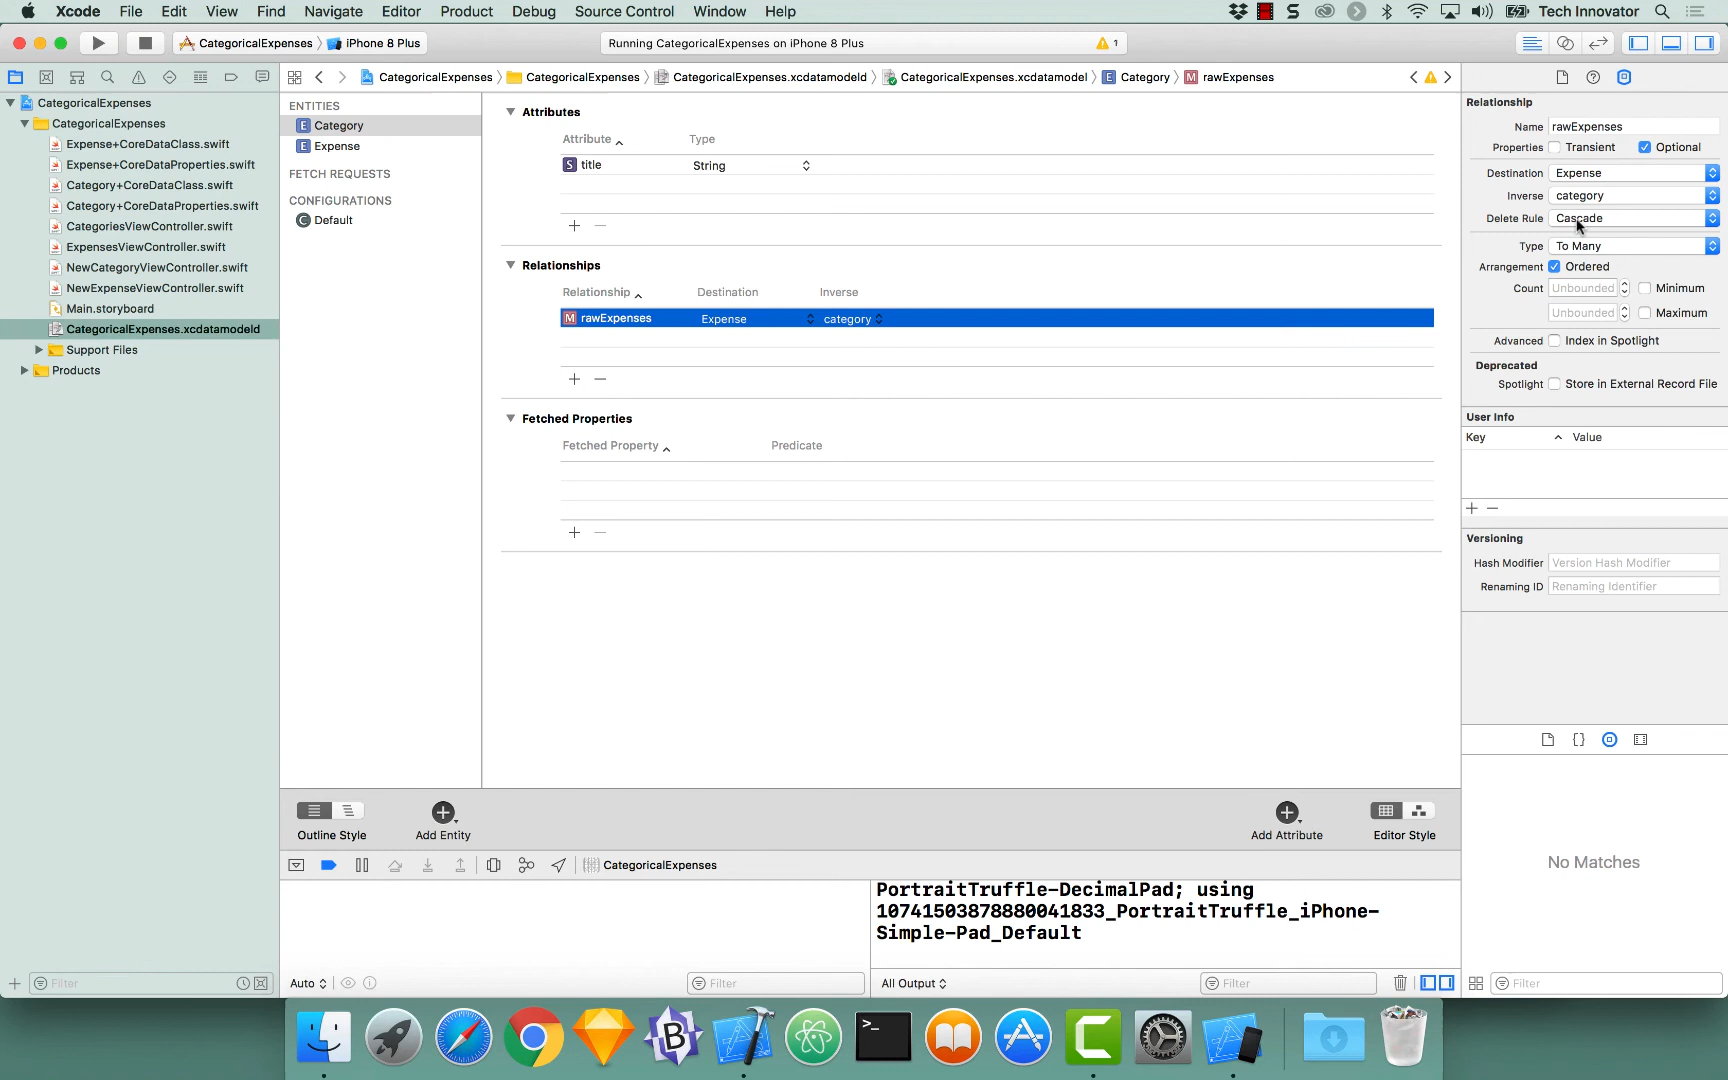 Xcode File Edit View Find Navigate Editor Product Debug Source Control Window Help Tech Innovator
CategoricalExpenses iPhone 8 Plus
Running CategoricalExpenses on iPhone 8 Plus
1
CategoricalExpenses CategoricalExpenses CategoricalExpenses.xcdatamodeld CategoricalExpenses.xcdatamodel E Category M rawExpenses
CategoricalExpenses
CategoricalExpenses
Expense+CoreDataClass.swift
Expense+CoreDataProperties.swift
Category+CoreDataClass.swift
Category+CoreDataProperties.swift
CategoriesViewController.swift
ExpensesViewController.swift
NewCategoryViewController.swift
NewExpenseViewController.swift
Main.storyboard
CategoricalExpenses.xcdatamodeld
Support Files
Products
Filter
ENTITIES
E Category
E Expense
FETCH REQUESTS
CONFIGURATIONS
C Default
Attributes
Attribute Type
S title String
Relationships
Relationship Destination Inverse
M rawExpenses Expense category
Fetched Properties
Fetched Property Predicate
Outline Style Add Entity Add Attribute Editor Style
CategoricalExpenses
PortraitTruffle-DecimalPad; using
10741503878880041833_PortraitTruffle_iPhone-
Simple-Pad_Default
Auto Filter All Output Filter
Relationship
Name rawExpenses
Properties Transient Optional
Destination Expense
Inverse category
Delete Rule Cascade
Type To Many
Arrangement Ordered
Count Unbounded Minimum
Unbounded Maximum
Advanced Index in Spotlight
Deprecated
Spotlight Store in External Record File
User Info
Key Value
Versioning
Hash Modifier Version Hash Modifier
Renaming ID Renaming Identifier
No Matches
Filter